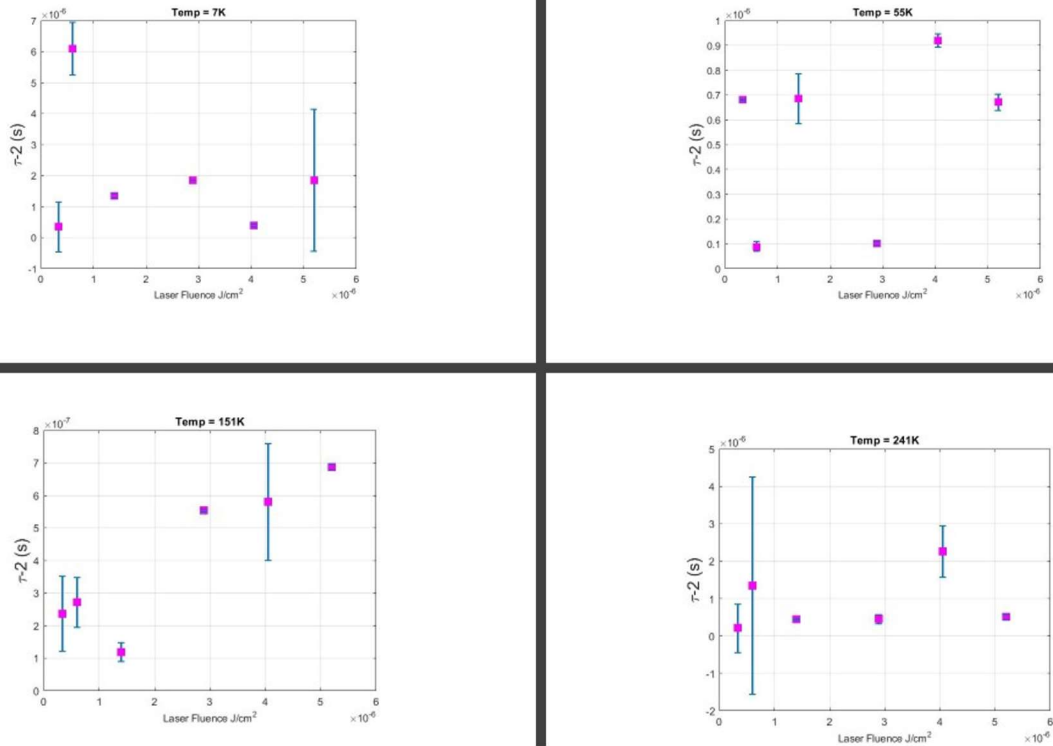 Temp = 7K
×10-6
7
6
5
4
3
2
1
0
-1
τ-2 (s)
0 1 2 3 4 5 6
Laser Fluence J/cm2
×10-6
Temp = 55K
×10-6
1
0.9
0.8
0.7
0.6
0.5
0.4
0.3
0.2
0.1
0
τ-2 (s)
0 1 2 3 4 5 6
Laser Fluence J/cm2
×10-6
Temp = 151K
×10-7
8
7
6
5
4
3
2
1
0
τ-2 (s)
0 1 2 3 4 5 6
Laser Fluence J/cm2
×10-6
Temp = 241K
×10-6
5
4
3
2
1
0
-1
-2
τ-2 (s)
0 1 2 3 4 5 6
Laser Fluence J/cm2
×10-6